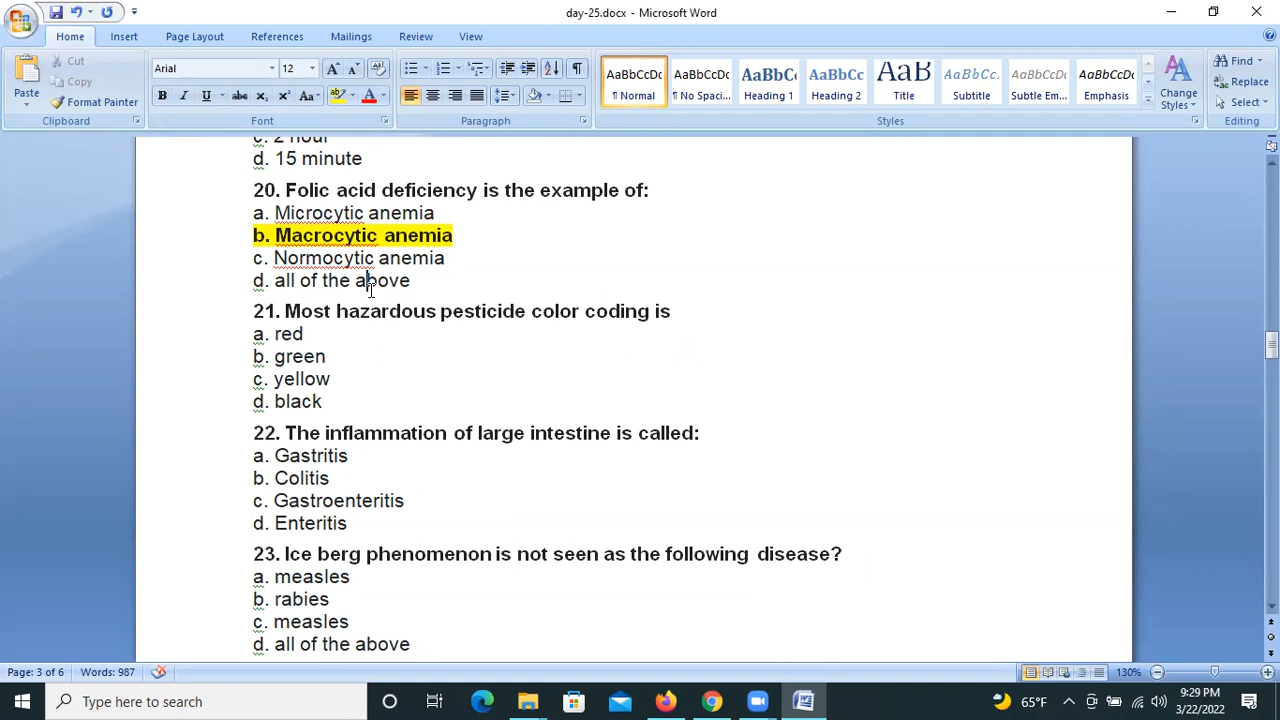 day-25.docx - Microsoft Word
Home Insert Page Layout References Mailings Review View
Paste
Cut
Copy
Format Painter
Clipboard
Arial 12
Font
Paragraph
AaBbCcDc AaBbCcDc AaBbCc AaBbCc AaB AaBbCc. AaBbCcDc AaBbCcDc
¶ Normal ¶ No Spaci... Heading 1 Heading 2 Title Subtitle Subtle Em... Emphasis
Change Styles
Styles
Find
Replace
Select
Editing
c. 2 hour
d. 15 minute
20. Folic acid deficiency is the example of:
a. Microcytic anemia
b. Macrocytic anemia
c. Normocytic anemia
d. all of the above
21. Most hazardous pesticide color coding is
a. red
b. green
c. yellow
d. black
22. The inflammation of large intestine is called:
a. Gastritis
b. Colitis
c. Gastroenteritis
d. Enteritis
23. Ice berg phenomenon is not seen as the following disease?
a. measles
b. rabies
c. measles
d. all of the above
Page: 3 of 6 Words: 987 130%
Type here to search
65°F
9:29 PM
3/22/2022